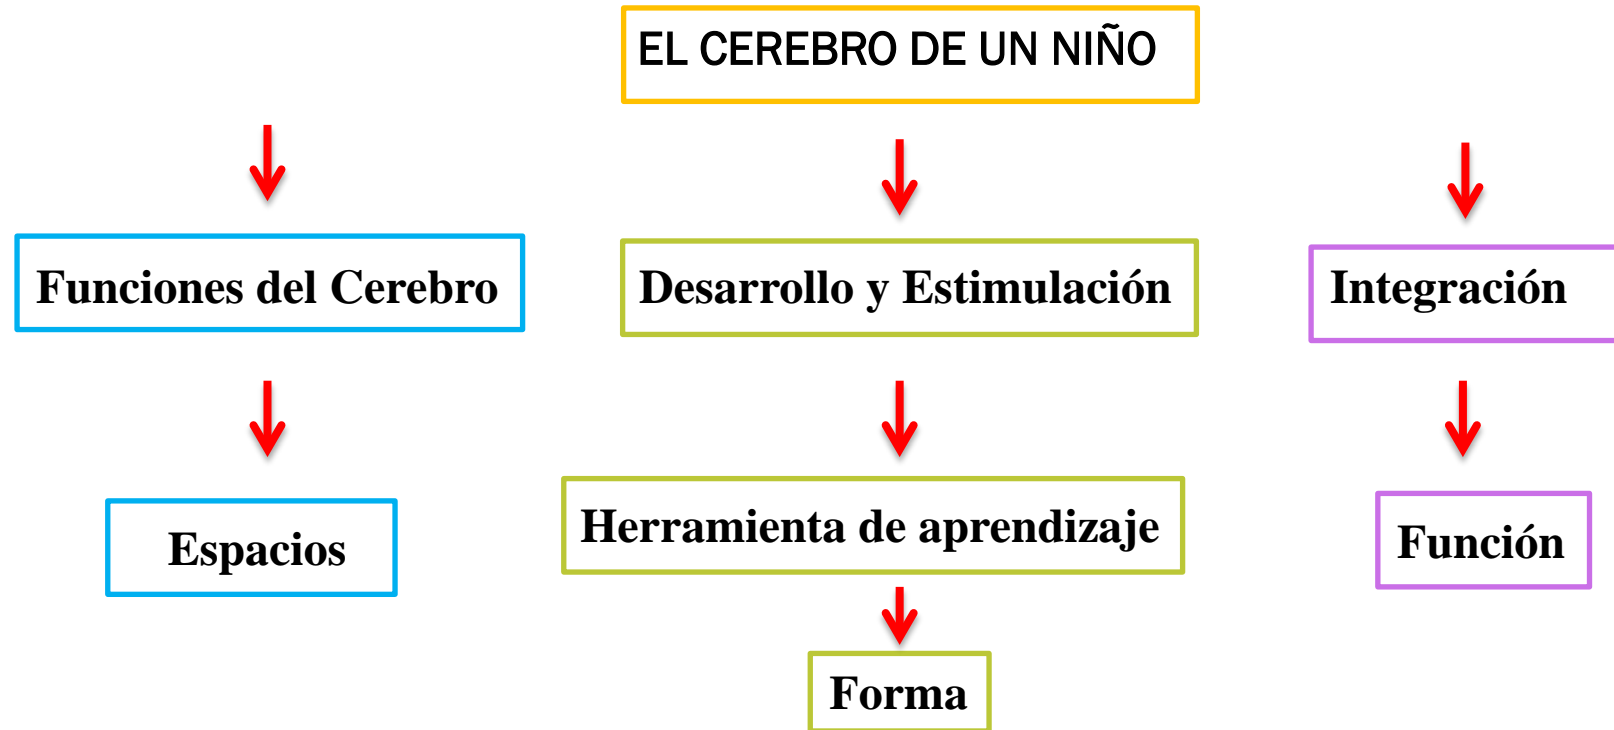 EL CEREBRO DE UN NIÑO
Funciones del Cerebro
Desarrollo y Estimulación
Integración
Espacios
Herramienta de aprendizaje
Función
Forma